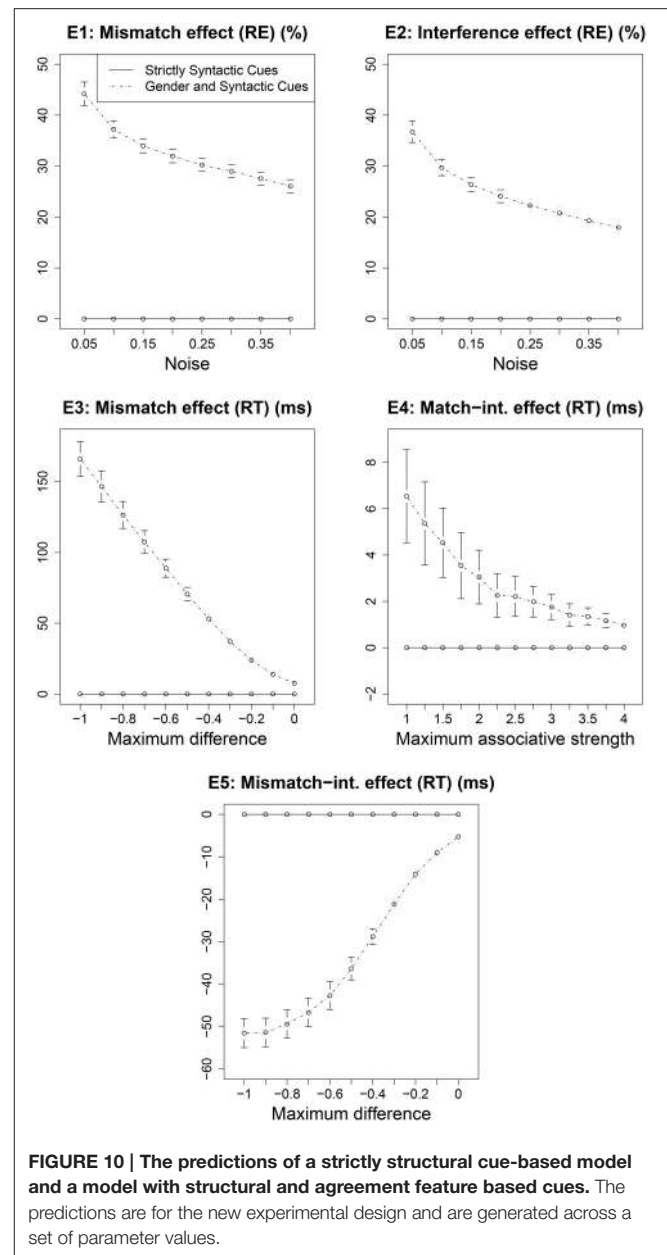 E1: Mismatch effect (RE) (%)
50
40
30
20
10
0
Strictly Syntactic Cues
Gender and Syntactic Cues
0.05 0.15 0.25 0.35
Noise
E2: Interference effect (RE) (%)
50
40
30
20
10
0
0.05 0.15 0.25 0.35
Noise
E3: Mismatch effect (RT) (ms)
150
100
50
0
−1 −0.8 −0.6 −0.4 −0.2 0
Maximum difference
E4: Match−int. effect (RT) (ms)
8
6
4
2
0
−2
1 1.5 2 2.5 3 3.5 4
Maximum associative strength
E5: Mismatch−int. effect (RT) (ms)
0
−10
−20
−30
−40
−50
−60
−1 −0.8 −0.6 −0.4 −0.2 0
Maximum difference
FIGURE 10 | The predictions of a strictly structural cue-based model
and a model with structural and agreement feature based cues. The
predictions are for the new experimental design and are generated across a
set of parameter values.